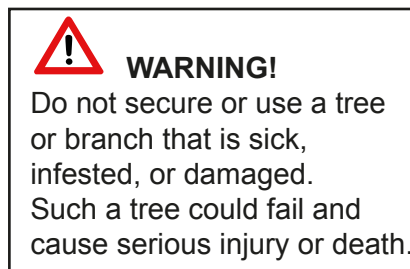 WARNING!
Do not secure or use a tree
or branch that is sick,
infested, or damaged.
Such a tree could fail and
cause serious injury or death.